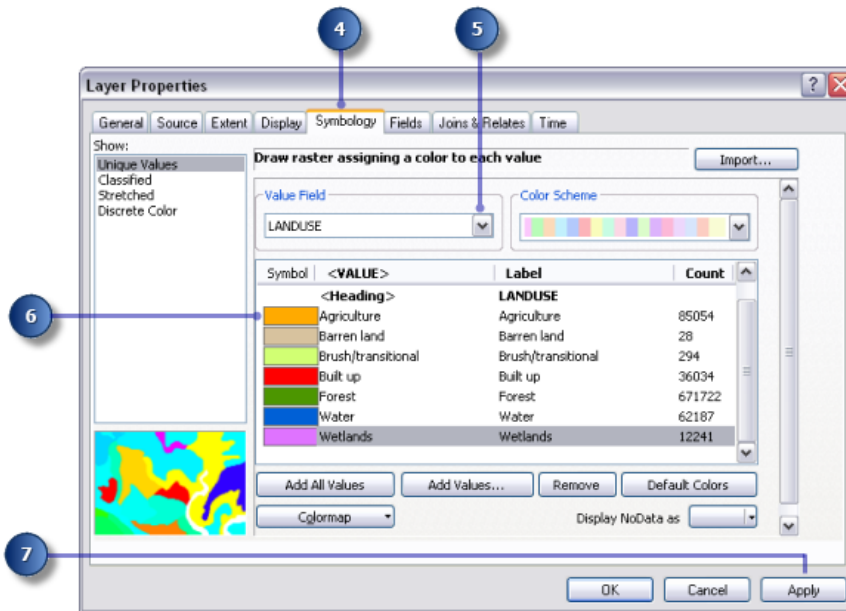 4 5
Layer Properties ?
General Source Extent Display Symbology Fields Joins & Relates Time
Show:
Unique Values
Classified
Stretched
Discrete Color
Draw raster assigning a color to each value Import...
Value Field Color Scheme
LANDUSE
Symbol <VALUE> Label Count
<Heading> LANDUSE
6 Agriculture Agriculture 85054
Barren land Barren land 28
Brush/transitional Brush/transitional 294
Built up Built up 36034
Forest Forest 671722
Water Water 62187
Wetlands Wetlands 12241
Add All Values Add Values... Remove Default Colors
Colormap Display NoData as
7
OK Cancel Apply